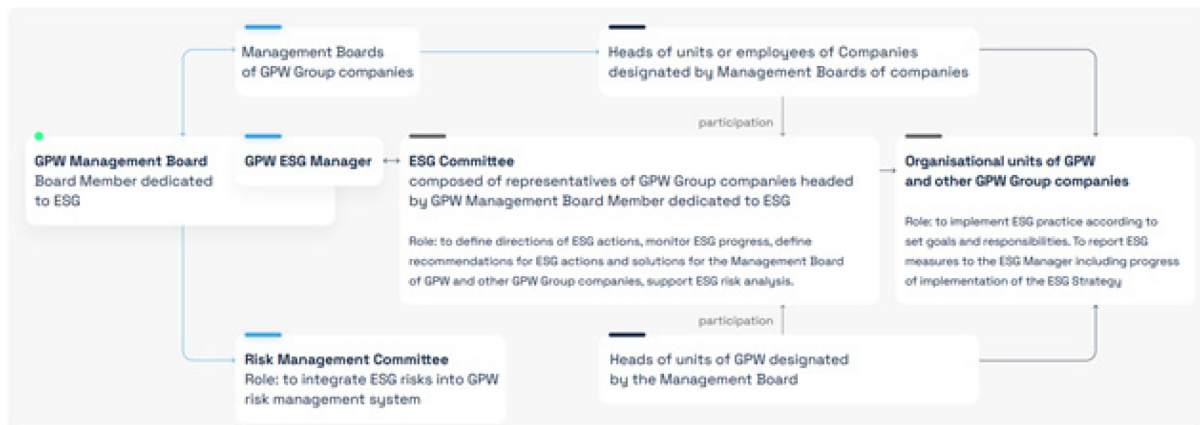 Management Boards
of GPW Group companies
Heads of units or employees of Companies
designated by Management Boards of companies
participation
GPW Management Board
Board Member dedicated
to ESG
GPW ESG Manager
ESG Committee
composed of representatives of GPW Group companies headed
by GPW Management Board Member dedicated to ESG
Role: to define directions of ESG actions, monitor ESG progress, define
recommendations for ESG actions and solutions for the Management Board
of GPW and other GPW Group companies, support ESG risk analysis.
Organisational units of GPW
and other GPW Group companies
Role: to implement ESG practice according to
set goals and responsibilities. To report ESG
measures to the ESG Manager including progress
of implementation of the ESG Strategy
participation
Risk Management Committee
Role: to integrate ESG risks into GPW
risk management system
Heads of units of GPW designated
by the Management Board